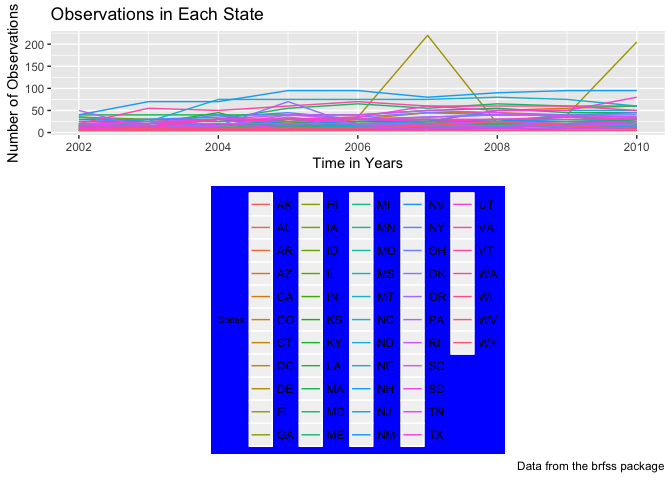 Observations in Each State
Number of Observations
200
150
100
50
0
2002 2004 2006 2008 2010
Time in Years
States
AK HI MI NV UT
AL IA MN NY VA
AR ID MO OH VT
AZ IL MS OK WA
CA IN MT OR WI
CO KS NC PA WV
CT KY ND RI WY
DC LA NE SC
DE MA NH SD
FL MD NJ TN
GA ME NM TX
Data from the brfss package